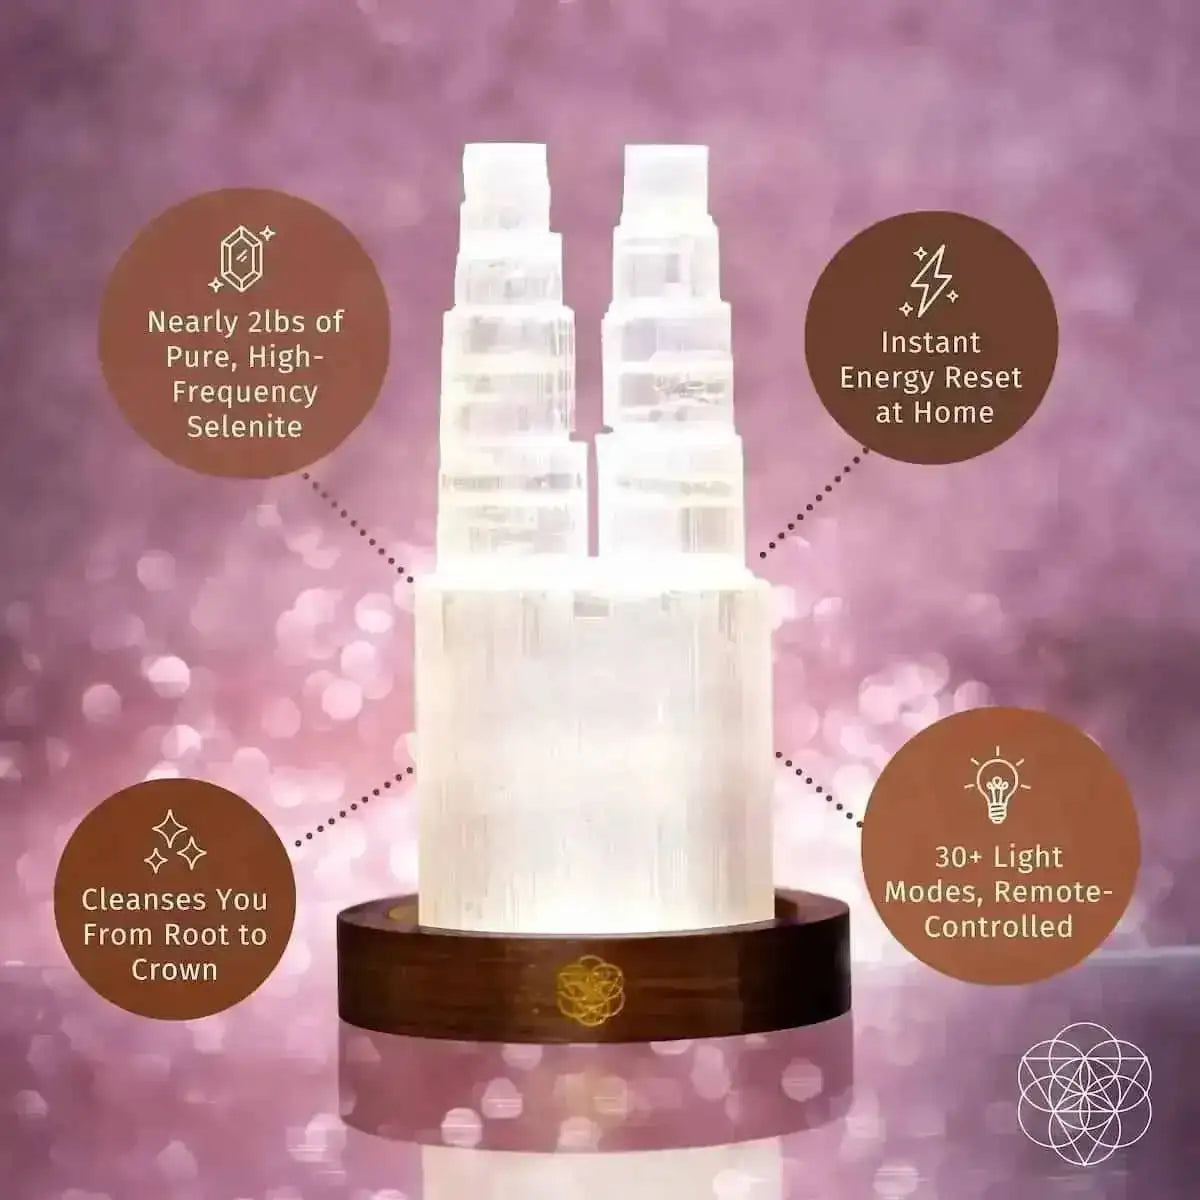 Nearly 2lbs of
Pure, High-
Frequency
Selenite
Instant
Energy Reset
at Home
Cleanses You
From Root to
Crown
30+ Light
Modes, Remote-
Controlled